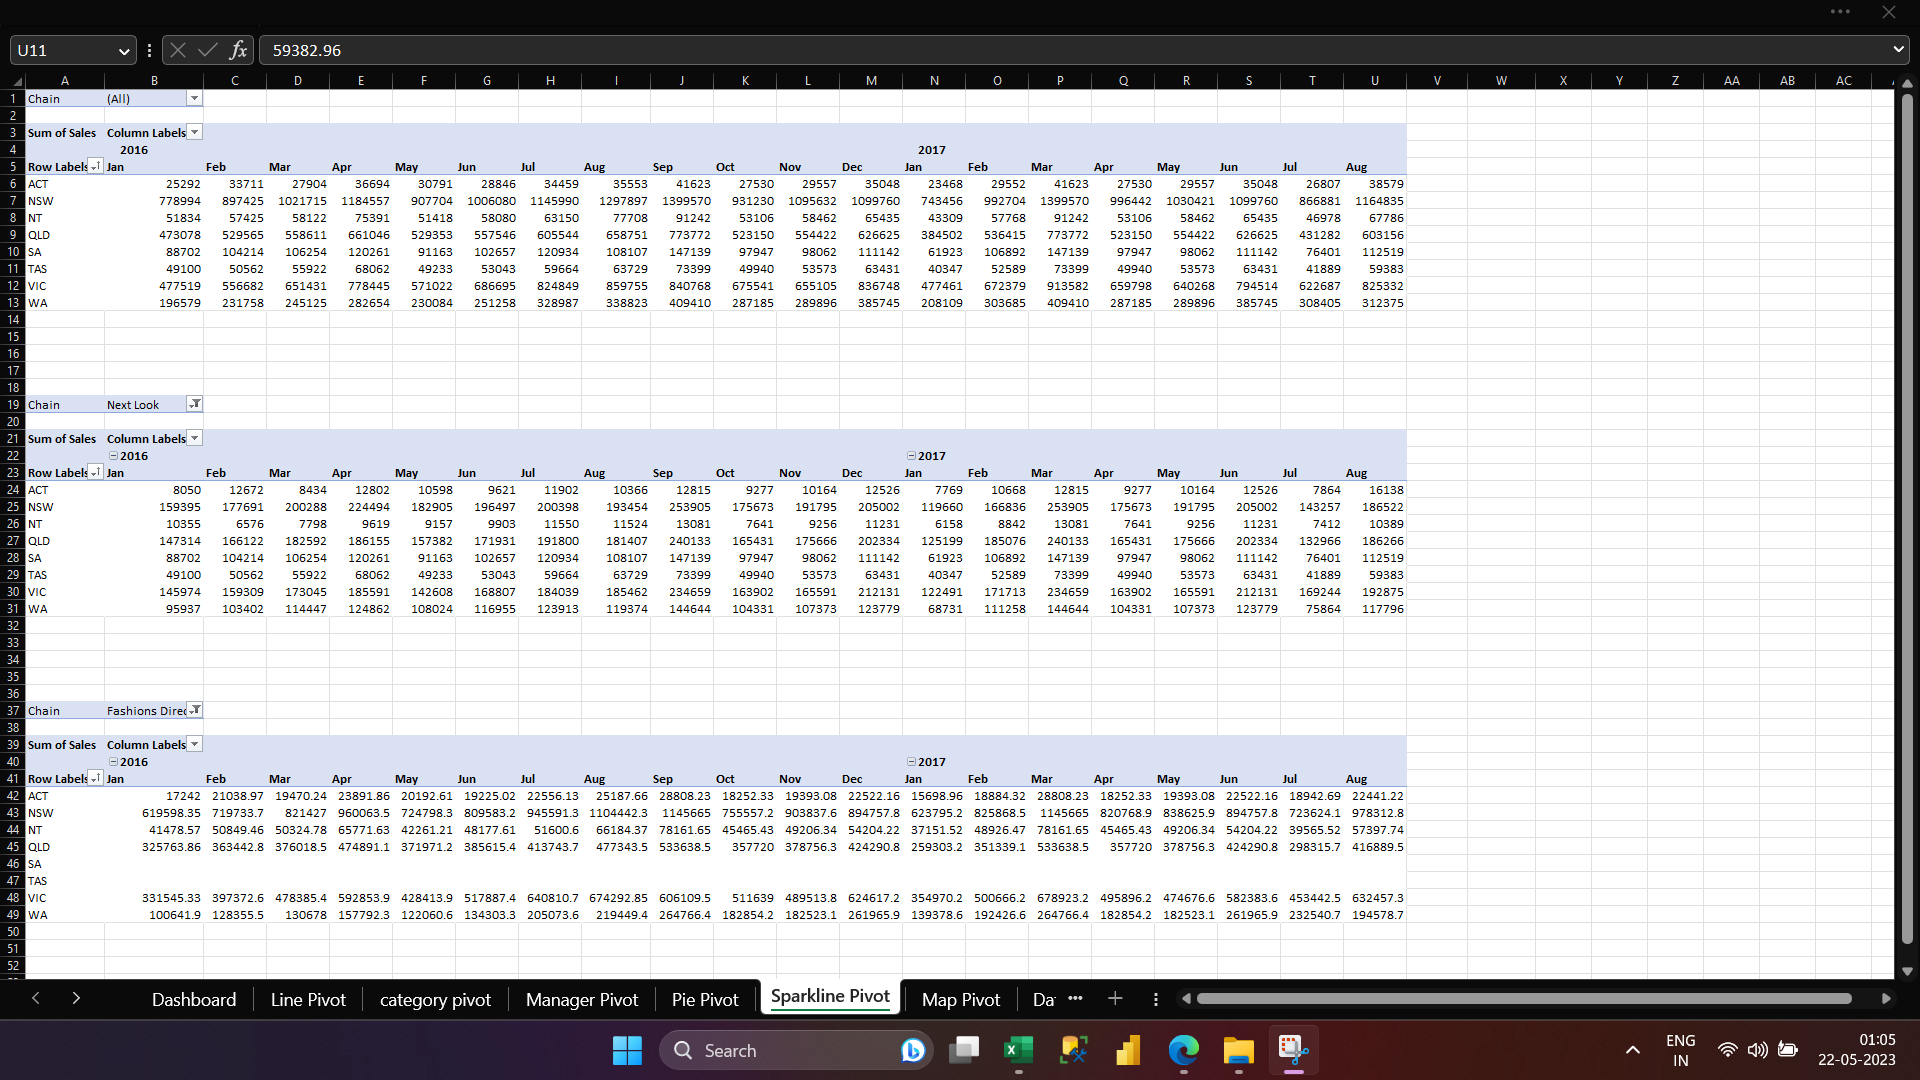 U11 fx 59382.96
A B C D E F G H I J K L M N O P Q R S T U V W X Y Z AA AB AC
1 Chain (All)
2
3 Sum of Sales Column Labels
4 2016 2017
5 Row Labels Jan Feb Mar Apr May Jun Jul Aug Sep Oct Nov Dec Jan Feb Mar Apr May Jun Jul Aug
6 ACT 25292 33711 27904 36694 30791 28846 34459 35553 41623 27530 29557 35048 23468 29552 41623 27530 29557 35048 26807 38579
7 NSW 778994 897425 1021715 1184557 907704 1006080 1145990 1297897 1399570 931230 1095632 1099760 743456 992704 1399570 996442 1030421 1099760 866881 1164835
8 NT 51834 57425 58122 75391 51418 58080 63150 77708 91242 53106 58462 65435 43309 57768 91242 53106 58462 65435 46978 67786
9 QLD 473078 529565 558611 661046 529353 557546 605544 658751 773772 523150 554422 626625 384502 536415 773772 523150 554422 626625 431282 603156
10 SA 88702 104214 106254 120261 91163 102657 120934 108107 147139 97947 98062 111142 61923 106892 147139 97947 98062 111142 76401 112519
11 TAS 49100 50562 55922 68062 49233 53043 59664 63729 73399 49940 53573 63431 40347 52589 73399 49940 53573 63431 41889 59383
12 VIC 477519 556682 651431 778445 571022 686695 824849 859755 840768 675541 655105 836748 477461 672379 913582 659798 640268 794514 622687 825332
13 WA 196579 231758 245125 282654 230084 251258 328987 338823 409410 287185 289896 385745 208109 303685 409410 287185 289896 385745 308405 312375
14
15
16
17
18
19 Chain Next Look
20
21 Sum of Sales Column Labels
22 2016 2017
23 Row Labels Jan Feb Mar Apr May Jun Jul Aug Sep Oct Nov Dec Jan Feb Mar Apr May Jun Jul Aug
24 ACT 8050 12672 8434 12802 10598 9621 11902 10366 12815 9277 10164 12526 7769 10668 12815 9277 10164 12526 7864 16138
25 NSW 159395 177691 200288 224494 182905 196497 200398 193454 253905 175673 191795 205002 119660 166836 253905 175673 191795 205002 143257 186522
26 NT 10355 6576 7798 9619 9157 9903 11550 11524 13081 7641 9256 11231 6158 8842 13081 7641 9256 11231 7412 10389
27 QLD 147314 166122 182592 186155 157382 171931 191800 181407 240133 165431 175666 202334 125199 185076 240133 165431 175666 202334 132966 186266
28 SA 88702 104214 106254 120261 91163 102657 120934 108107 147139 97947 98062 111142 61923 106892 147139 97947 98062 111142 76401 112519
29 TAS 49100 50562 55922 68062 49233 53043 59664 63729 73399 49940 53573 63431 40347 52589 73399 49940 53573 63431 41889 59383
30 VIC 145974 159309 173045 185591 142608 168807 184039 185462 234659 163902 165591 212131 122491 171713 234659 163902 165591 212131 169244 192875
31 WA 95937 103402 114447 124862 108024 116955 123913 119374 144644 104331 107373 123779 68731 111258 144644 104331 107373 123779 75864 117796
32
33
34
35
36
37 Chain Fashions Direc
38
39 Sum of Sales Column Labels
40 2016 2017
41 Row Labels Jan Feb Mar Apr May Jun Jul Aug Sep Oct Nov Dec Jan Feb Mar Apr May Jun Jul Aug
42 ACT 17242 21038.97 19470.24 23891.86 20192.61 19225.02 22556.13 25187.66 28808.23 18252.33 19393.08 22522.16 15698.96 18884.32 28808.23 18252.33 19393.08 22522.16 18942.69 22441.22
43 NSW 619598.35 719733.7 821427 960063.5 724798.3 809583.2 945591.3 1104442.3 1145665 755557.2 903837.6 894757.8 623795.2 825868.5 1145665 820768.9 838625.9 894757.8 723624.1 978312.8
44 NT 41478.57 50849.46 50324.78 65771.63 42261.21 48177.61 51600.6 66184.37 78161.65 45465.43 49206.34 54204.22 37151.52 48926.47 78161.65 45465.43 49206.34 54204.22 39565.52 57397.74
45 QLD 325763.86 363442.8 376018.5 474891.1 371971.2 385615.4 413743.7 477343.5 533638.5 357720 378756.3 424290.8 259303.2 351339.1 533638.5 357720 378756.3 424290.8 298315.7 416889.5
46 SA
47 TAS
48 VIC 331545.33 397372.6 478385.4 592853.9 428413.9 517887.4 640810.7 674292.85 606109.5 511639 489513.8 624617.2 354970.2 500666.2 678923.2 495896.2 474676.6 582383.6 453442.5 632457.3
49 WA 100641.9 128355.5 130678 157792.3 122060.6 134303.3 205073.6 219449.4 264766.4 182854.2 182523.1 261965.9 139378.6 192426.6 264766.4 182854.2 182523.1 261965.9 232540.7 194578.7
50
51
52
Dashboard Line Pivot category pivot Manager Pivot Pie Pivot Sparkline Pivot Map Pivot Da
Search ENG 01:05
IN 22-05-2023